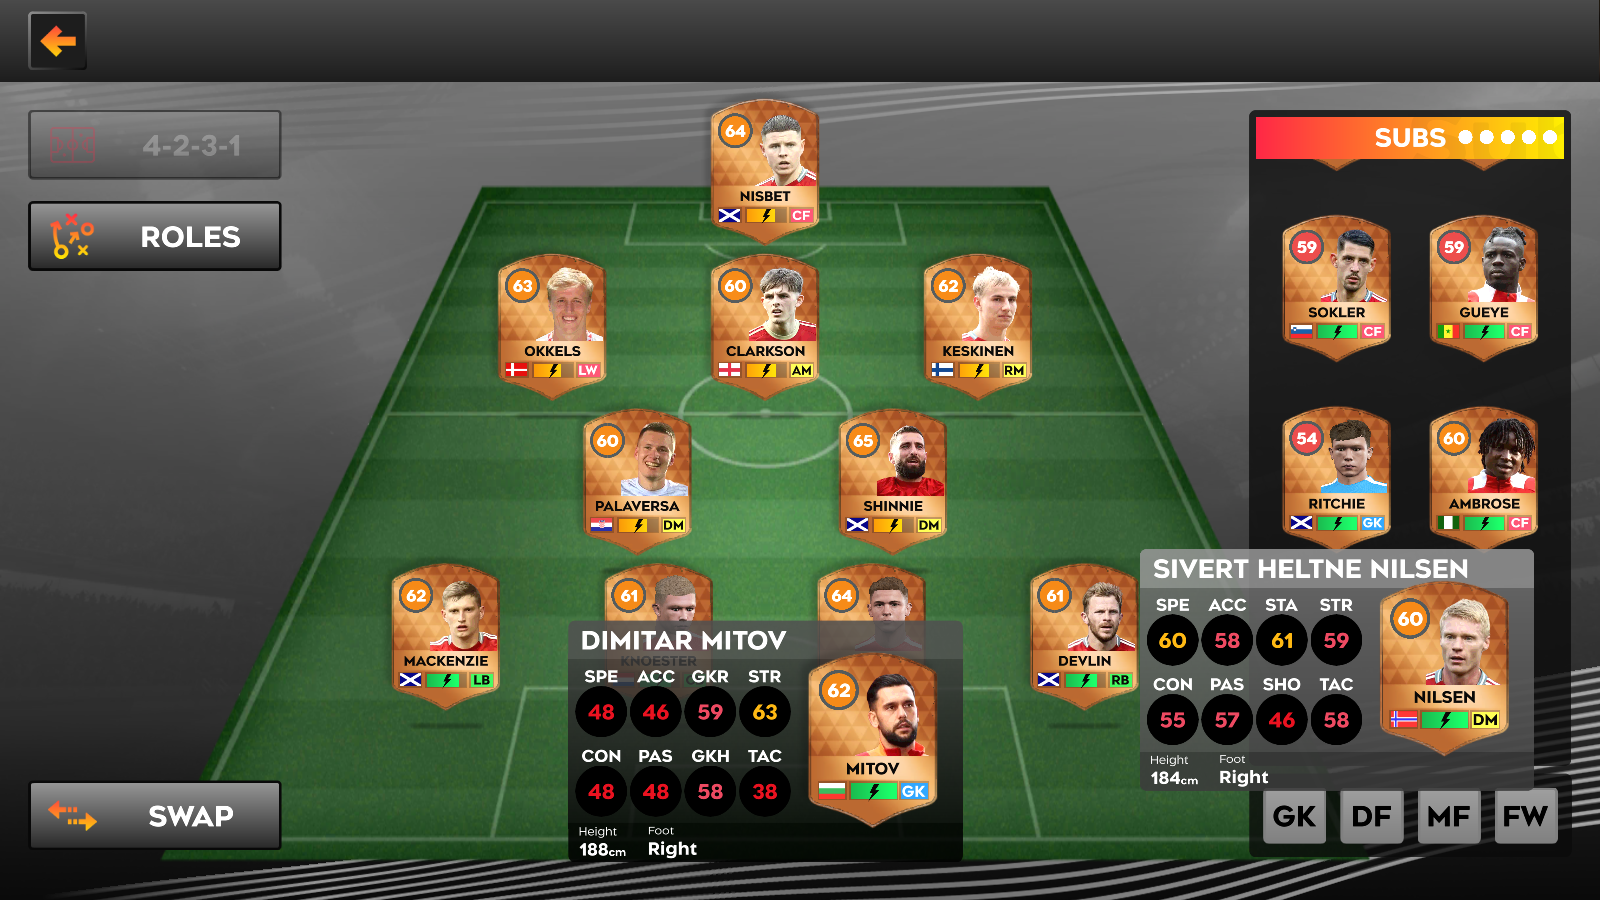 4-2-3-1
ROLES
SWAP
64
NISBET
CF
63
OKKELS
LW
60
CLARKSON
AM
62
KESKINEN
RM
60
PALAVERSA
DM
65
SHINNIE
DM
62
MACKENZIE
LB
61
KNOESTER
64
61
DEVLIN
RB
DIMITAR MITOV
SPE ACC GKR STR
48 46 59 63
CON PAS GKH TAC
48 48 58 38
Height Foot
188cm Right
62
MITOV
GK
SUBS
59
SOKLER
CF
59
GUEYE
CF
54
RITCHIE
GK
60
AMBROSE
CF
SIVERT HELTNE NILSEN
SPE ACC STA STR
60 58 61 59
CON PAS SHO TAC
55 57 46 58
Height Foot
184cm Right
60
NILSEN
DM
GK DF MF FW